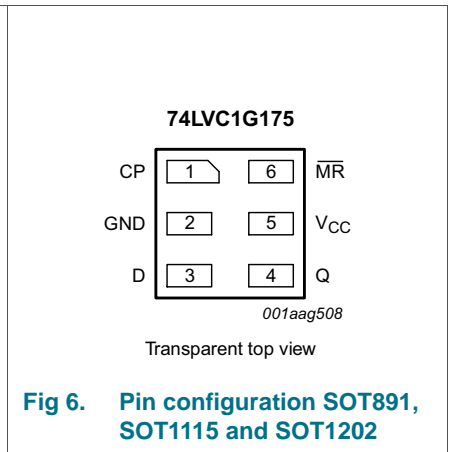 74LVC1G175
CP 1 6 M̅R̅
GND 2 5 VCC
D 3 4 Q
001aag508
Transparent top view
Fig 6. Pin configuration SOT891,
SOT1115 and SOT1202